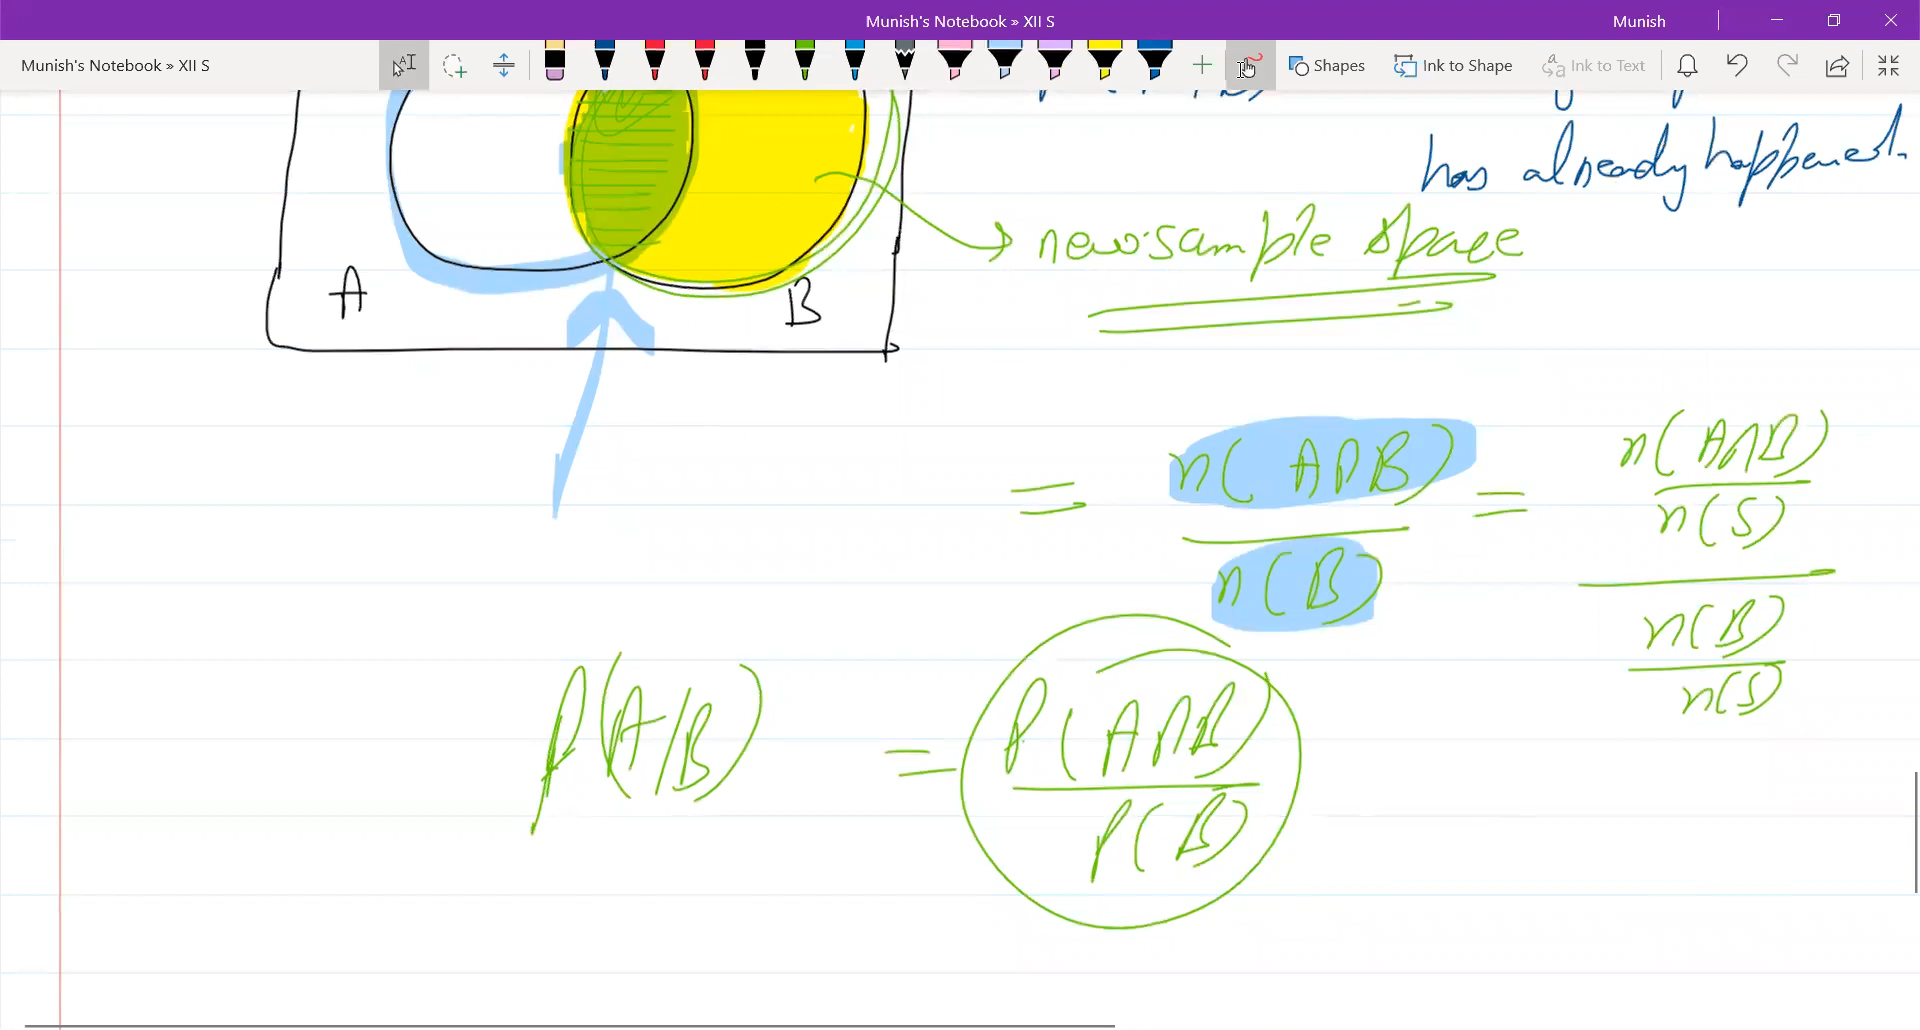 Munish's Notebook » XII S
Munish
Munish's Notebook » XII S
Shapes
Ink to Shape
Ink to Text
has already happened.
new sample space
A
B
= n(A∩B) / n(B) = n(A∩B)/n(S) / n(B)/n(S)
P(A/B) = P(A∩B) / P(B)